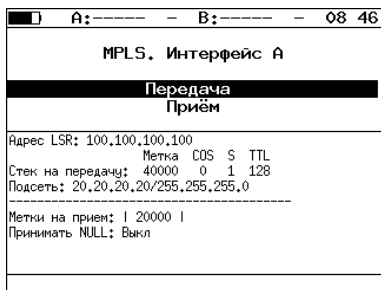 A:----- – B:----- – 08 46
MPLS. Интерфейс A
Передача
Приём
Адрес LSR: 100.100.100.100
Метка COS S TTL
Стек на передачу: 40000 0 1 128
Подсеть: 20.20.20.20/255.255.255.0
-----------------------------------------------
Метки на прием: | 20000 |
Принимать NULL: Выкл